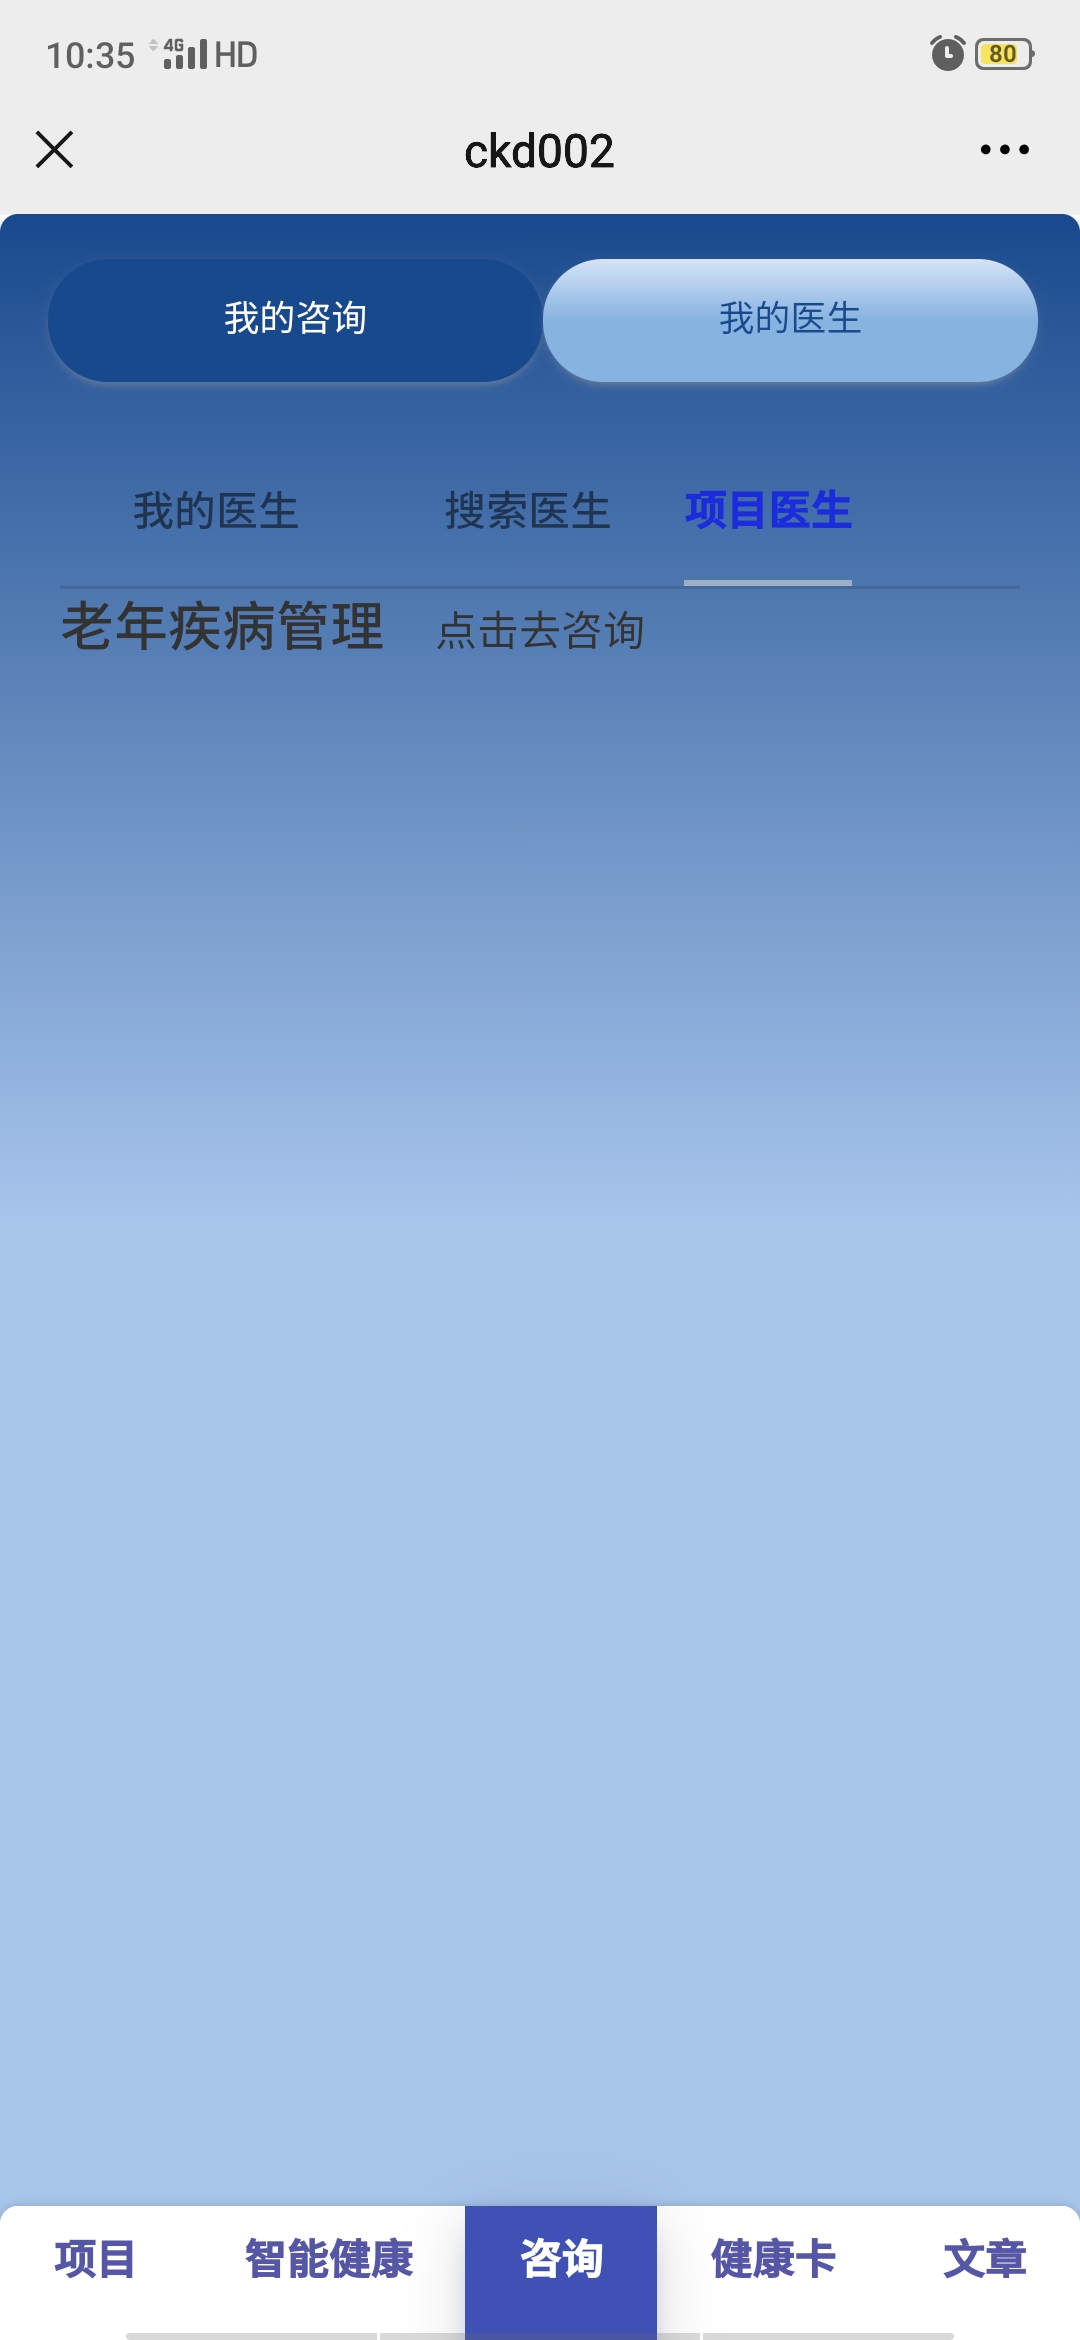 10:35 4G HD 80
ckd002
我的咨询 我的医生
我的医生 搜索医生 项目医生
老年疾病管理 点击去咨询
项目 智能健康 咨询 健康卡 文章